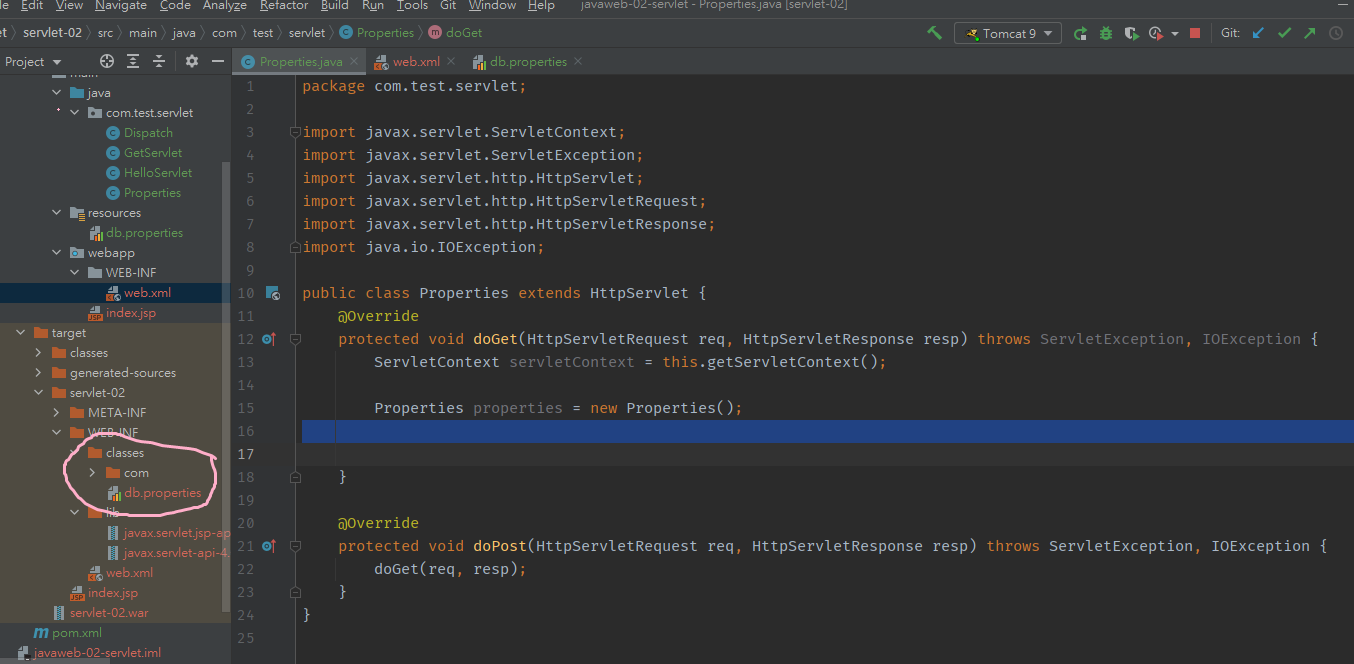 Edit View Navigate Code Analyze Refactor Build Run Tools Git Window Help javaweb-02-servlet - Properties.java [servlet-02]
servlet-02 src main java com test servlet Properties doGet Tomcat 9 Git:
Project Properties.java web.xml db.properties
main
java
com.test.servlet
Dispatch
GetServlet
HelloServlet
Properties
resources
db.properties
webapp
WEB-INF
web.xml
index.jsp
target
classes
generated-sources
servlet-02
META-INF
WEB-INF
classes
com
db.properties
lib
javax.servlet.jsp-ap
javax.servlet-api-4.
web.xml
index.jsp
servlet-02.war
pom.xml
javaweb-02-servlet.iml
1 package com.test.servlet;
2
3 import javax.servlet.ServletContext;
4 import javax.servlet.ServletException;
5 import javax.servlet.http.HttpServlet;
6 import javax.servlet.http.HttpServletRequest;
7 import javax.servlet.http.HttpServletResponse;
8 import java.io.IOException;
9
10 public class Properties extends HttpServlet {
11 @Override
12 protected void doGet(HttpServletRequest req, HttpServletResponse resp) throws ServletException, IOException {
13 ServletContext servletContext = this.getServletContext();
14
15 Properties properties = new Properties();
16
17
18 }
19
20 @Override
21 protected void doPost(HttpServletRequest req, HttpServletResponse resp) throws ServletException, IOException {
22 doGet(req, resp);
23 }
24 }
25